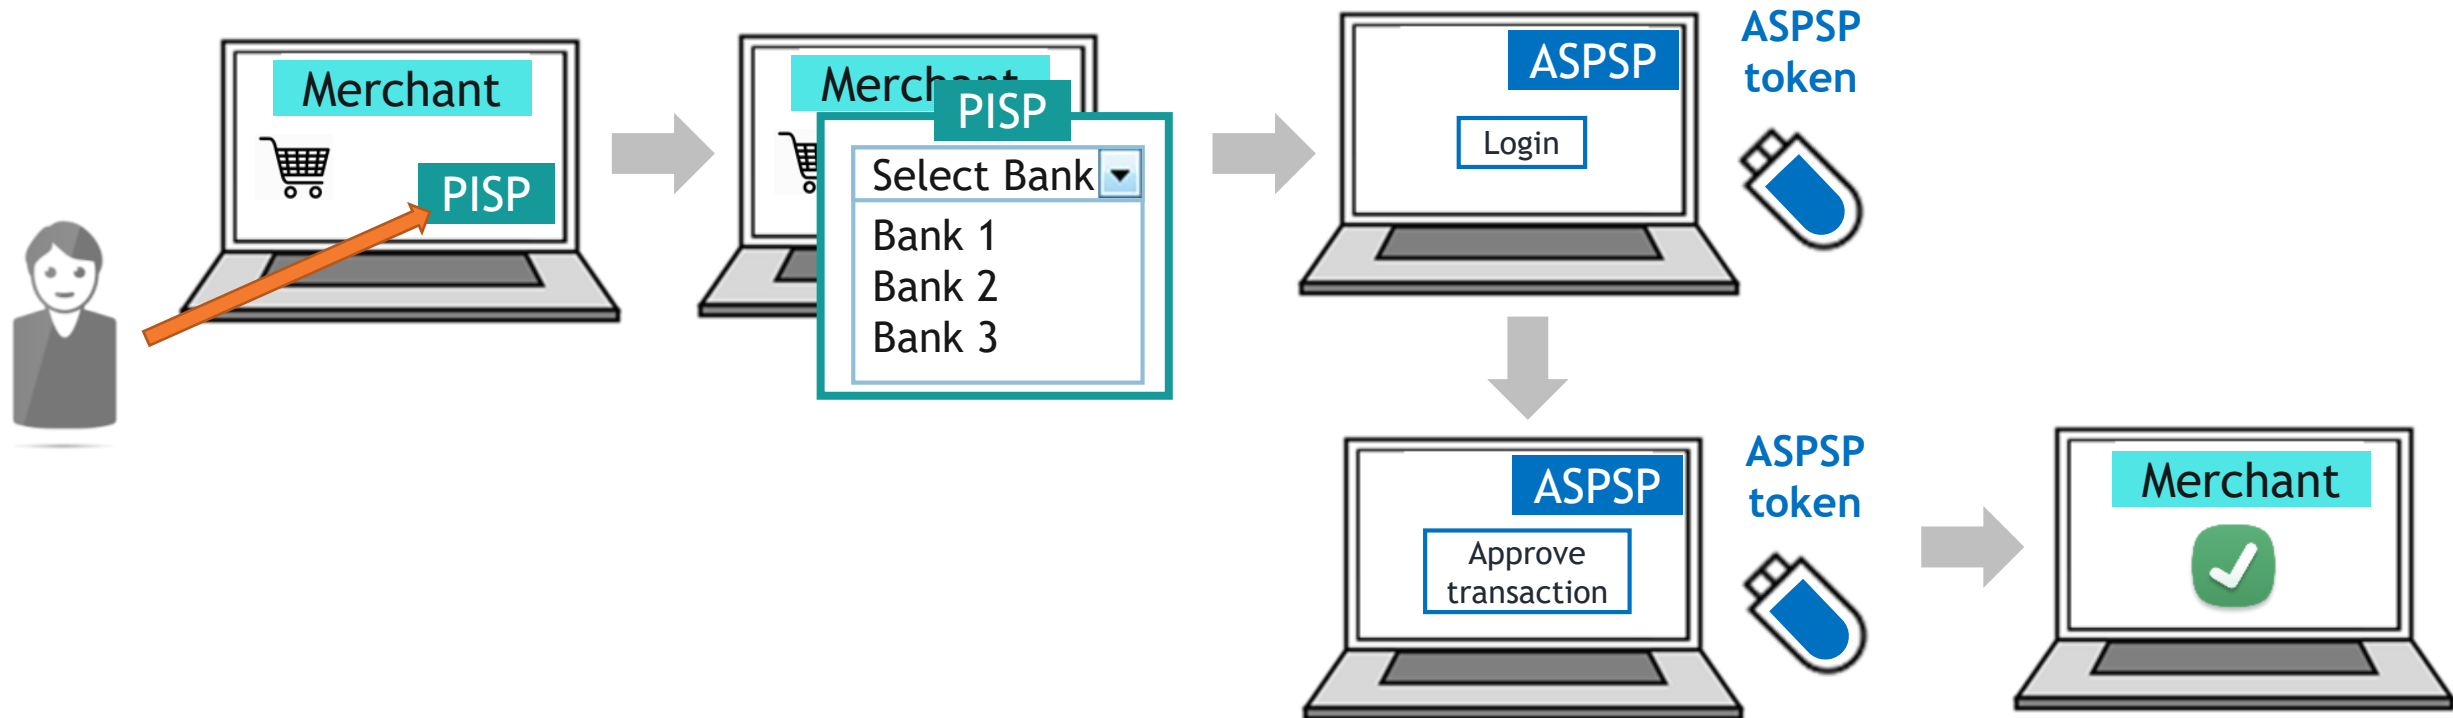 Merchant
PISP
Merchant
PISP
Select Bank
Bank 1
Bank 2
Bank 3
ASPSP
Login
ASPSP
token
ASPSP
Approve
transaction
ASPSP
token
Merchant